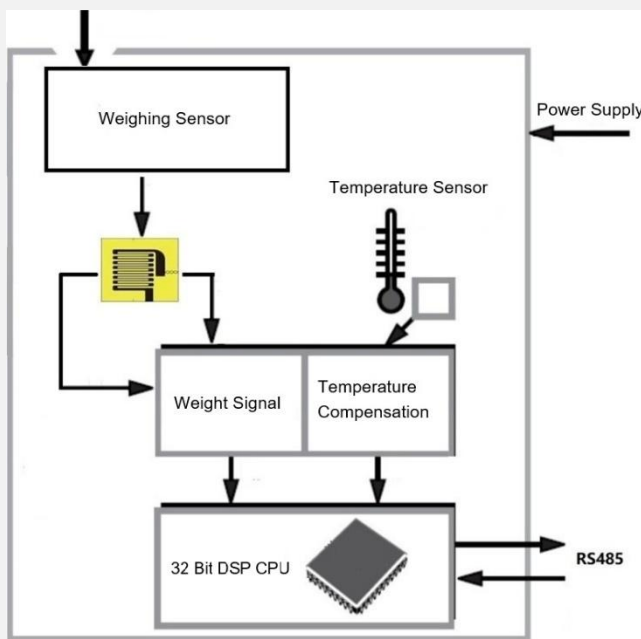 Weighing Sensor
Power Supply
Temperature Sensor
Weight Signal
Temperature
Compensation
32 Bit DSP CPU
RS485